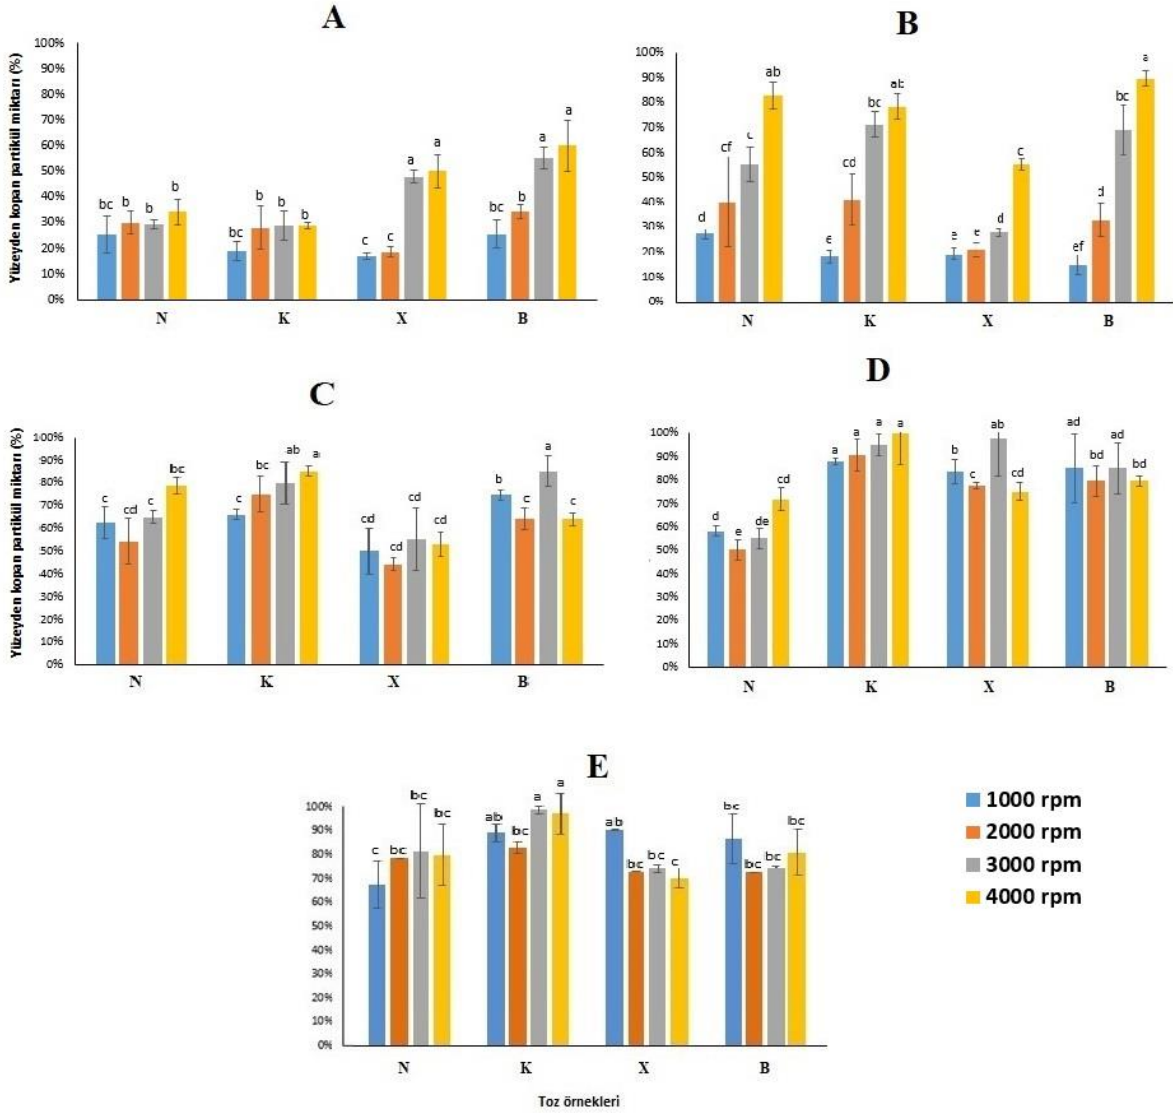 A
Yüzeyden kopan partikül miktarı (%)
100%
90%
80%
70%
60%
50%
40%
30%
20%
10%
0%
bc b b b
bc b b b
c c a a
bc b a a
N K X B
B
100%
90%
80%
70%
60%
50%
40%
30%
20%
10%
0%
d cf c ab
e cd bc ab
e e d c
ef d bc a
N K X B
C
Yüzeyden kopan partikül miktarı (%)
100%
90%
80%
70%
60%
50%
40%
30%
20%
10%
0%
c cd c bc
c bc ab a
cd cd cd cd
b c a c
N K X B
D
100%
90%
80%
70%
60%
50%
40%
30%
20%
10%
0%
d e de cd
a a a a
b c ab cd
ad bd ad bd
N K X B
E
100%
90%
80%
70%
60%
50%
40%
30%
20%
10%
0%
c bc bc bc
ab bc a a
ab bc bc c
bc bc bc bc
N K X B
Toz örnekleri
1000 rpm
2000 rpm
3000 rpm
4000 rpm